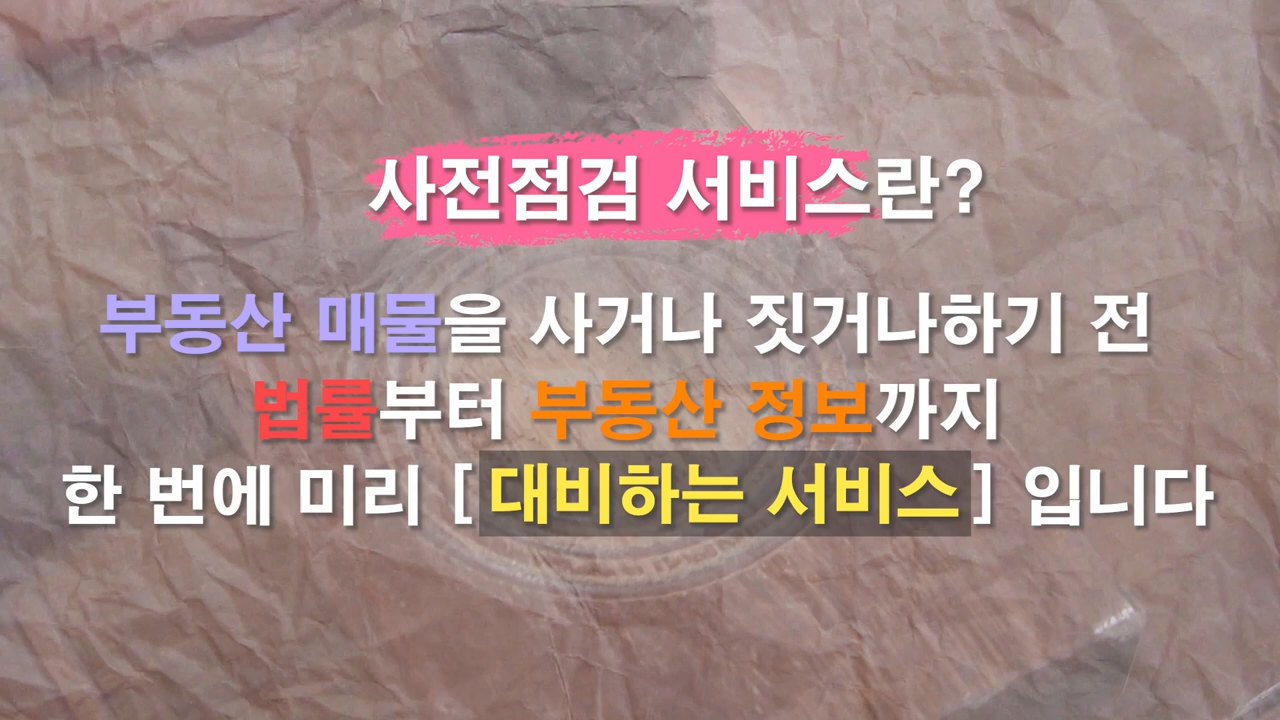 사전점검 서비스란?
부동산 매물을 사거나 짓거나하기 전
법률부터 부동산 정보까지
한 번에 미리 [대비하는 서비스] 입니다